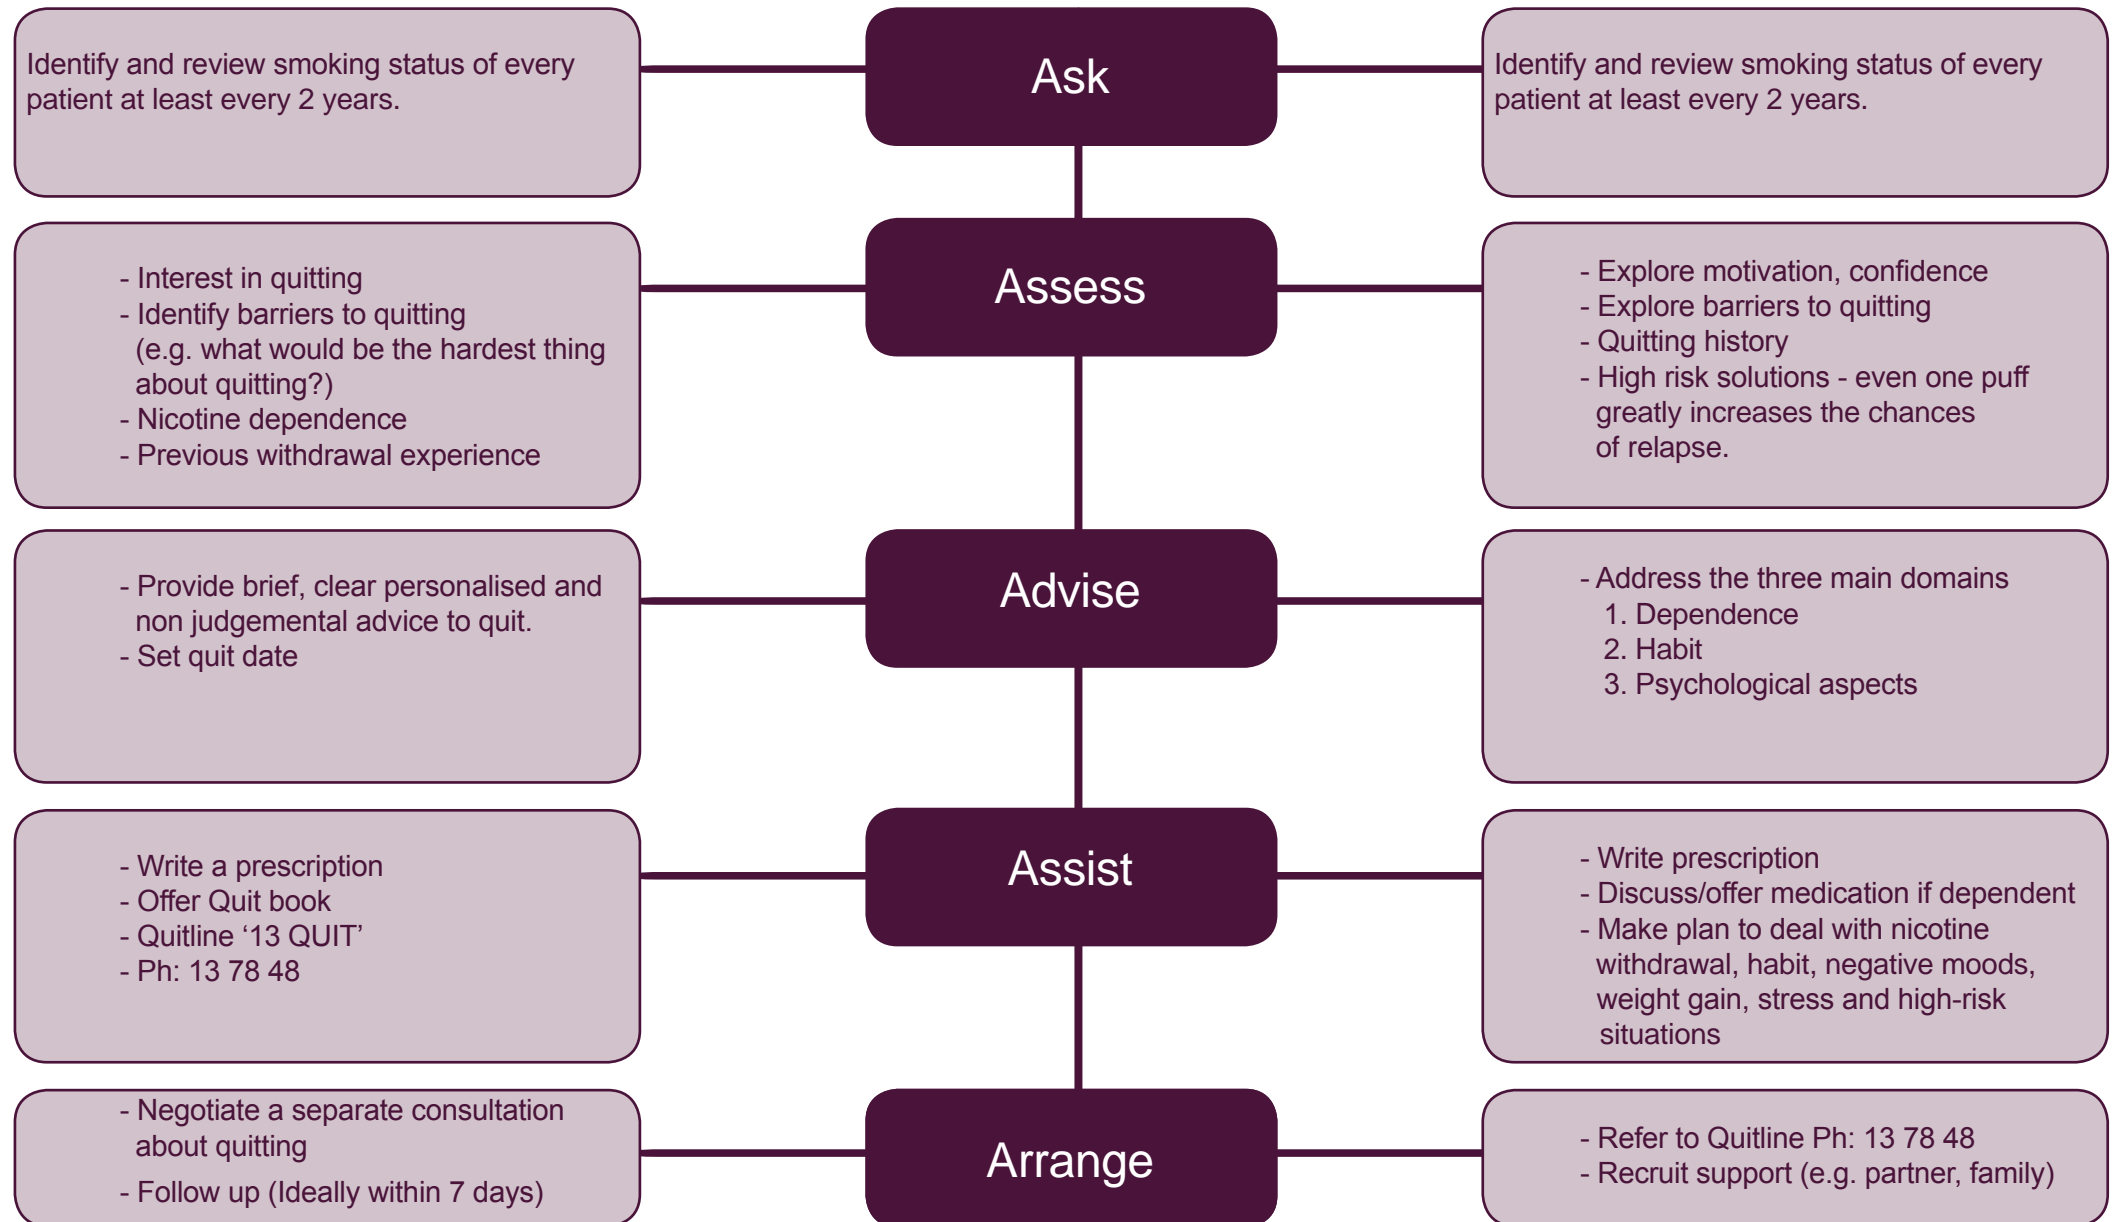 Identify and review smoking status of every
patient at least every 2 years.
Ask
Identify and review smoking status of every
patient at least every 2 years.
- Interest in quitting
- Identify barriers to quitting
(e.g. what would be the hardest thing
about quitting?)
- Nicotine dependence
- Previous withdrawal experience
Assess
- Explore motivation, confidence
- Explore barriers to quitting
- Quitting history
- High risk solutions - even one puff
greatly increases the chances
of relapse.
- Provide brief, clear personalised and
non judgemental advice to quit.
- Set quit date
Advise
- Address the three main domains
1. Dependence
2. Habit
3. Psychological aspects
- Write a prescription
- Offer Quit book
- Quitline ‘13 QUIT’
- Ph: 13 78 48
Assist
- Write prescription
- Discuss/offer medication if dependent
- Make plan to deal with nicotine
withdrawal, habit, negative moods,
weight gain, stress and high-risk
situations
- Negotiate a separate consultation
about quitting
- Follow up (Ideally within 7 days)
Arrange
- Refer to Quitline Ph: 13 78 48
- Recruit support (e.g. partner, family)